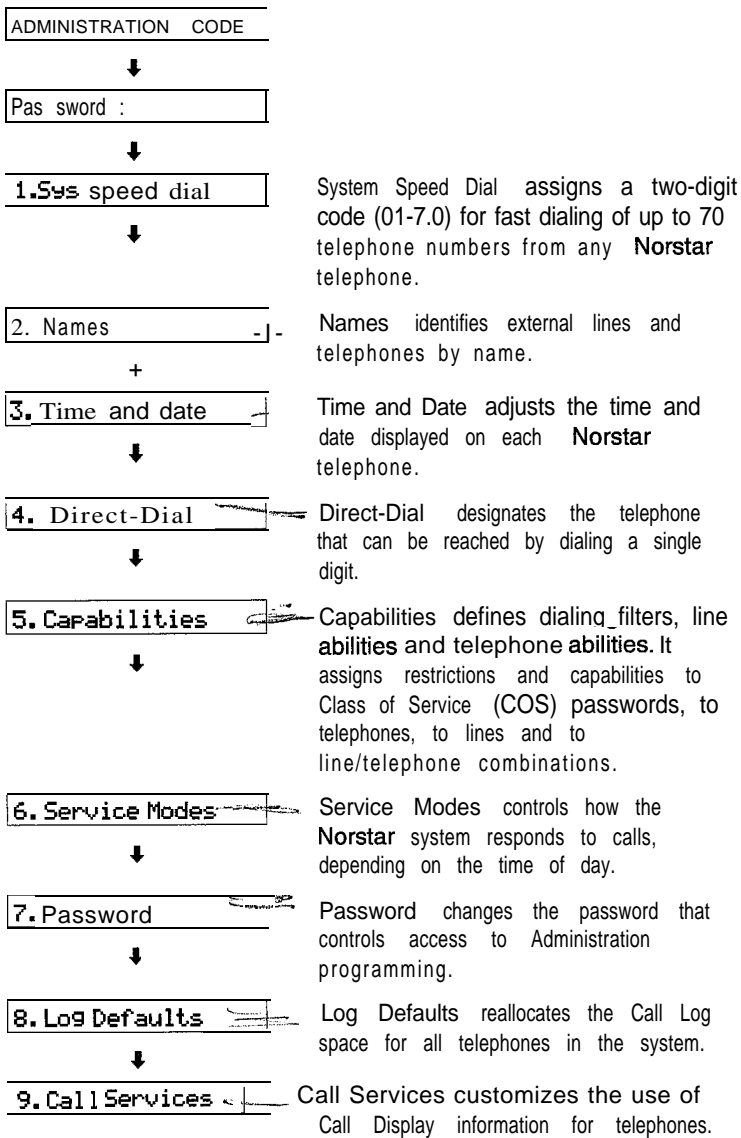 ADMINISTRATION CODE
Pas sword :
1.Sys speed dial
System Speed Dial assigns a two-digit
code (01-7.0) for fast dialing of up to 70
telephone numbers from any Norstar
telephone.
2. Names
Names identifies external lines and
telephones by name.
+
3. Time and date
Time and Date adjusts the time and
date displayed on each Norstar
telephone.
4. Direct-Dial
Direct-Dial designates the telephone
that can be reached by dialing a single
digit.
5.Capabilities
Capabilities defines dialing_filters, line
abilities and telephone abilities. It
assigns restrictions and capabilities to
Class of Service (COS) passwords, to
telephones, to lines and to
line/telephone combinations.
6.Service Modes
Service Modes controls how the
Norstar system responds to calls,
depending on the time of day.
7.Password
Password changes the password that
controls access to Administration
programming.
8.Log Defaults
Log Defaults reallocates the Call Log
space for all telephones in the system.
9.Call Services
Call Services customizes the use of
Call Display information for telephones.